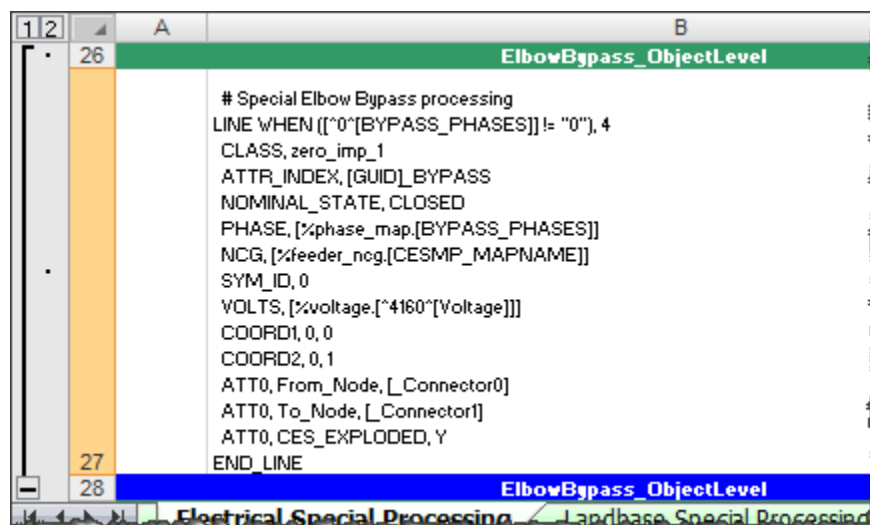 1 2 A B
26 ElbowBypass_ObjectLevel
# Special Elbow Bypass processing
LINE WHEN ([^0^[BYPASS_PHASES]] != "0"), 4
CLASS, zero_imp_1
ATTR_INDEX, [GUID]_BYPASS
NOMINAL_STATE, CLOSED
PHASE, [%phase_map.[BYPASS_PHASES]]
NCG, [%feeder_ncg.[CESMP_MAPNAME]]
SYM_ID, 0
VOLTS, [%voltage.[^4160^[Voltage]]]
COORD1, 0, 0
COORD2, 0, 1
ATT0, From_Node, [_Connector0]
ATT0, To_Node, [_Connector1]
ATT0, CES_EXPLODED, Y
27 END_LINE
28 ElbowBypass_ObjectLevel
Electrical Special Processing Landbase Special Processing